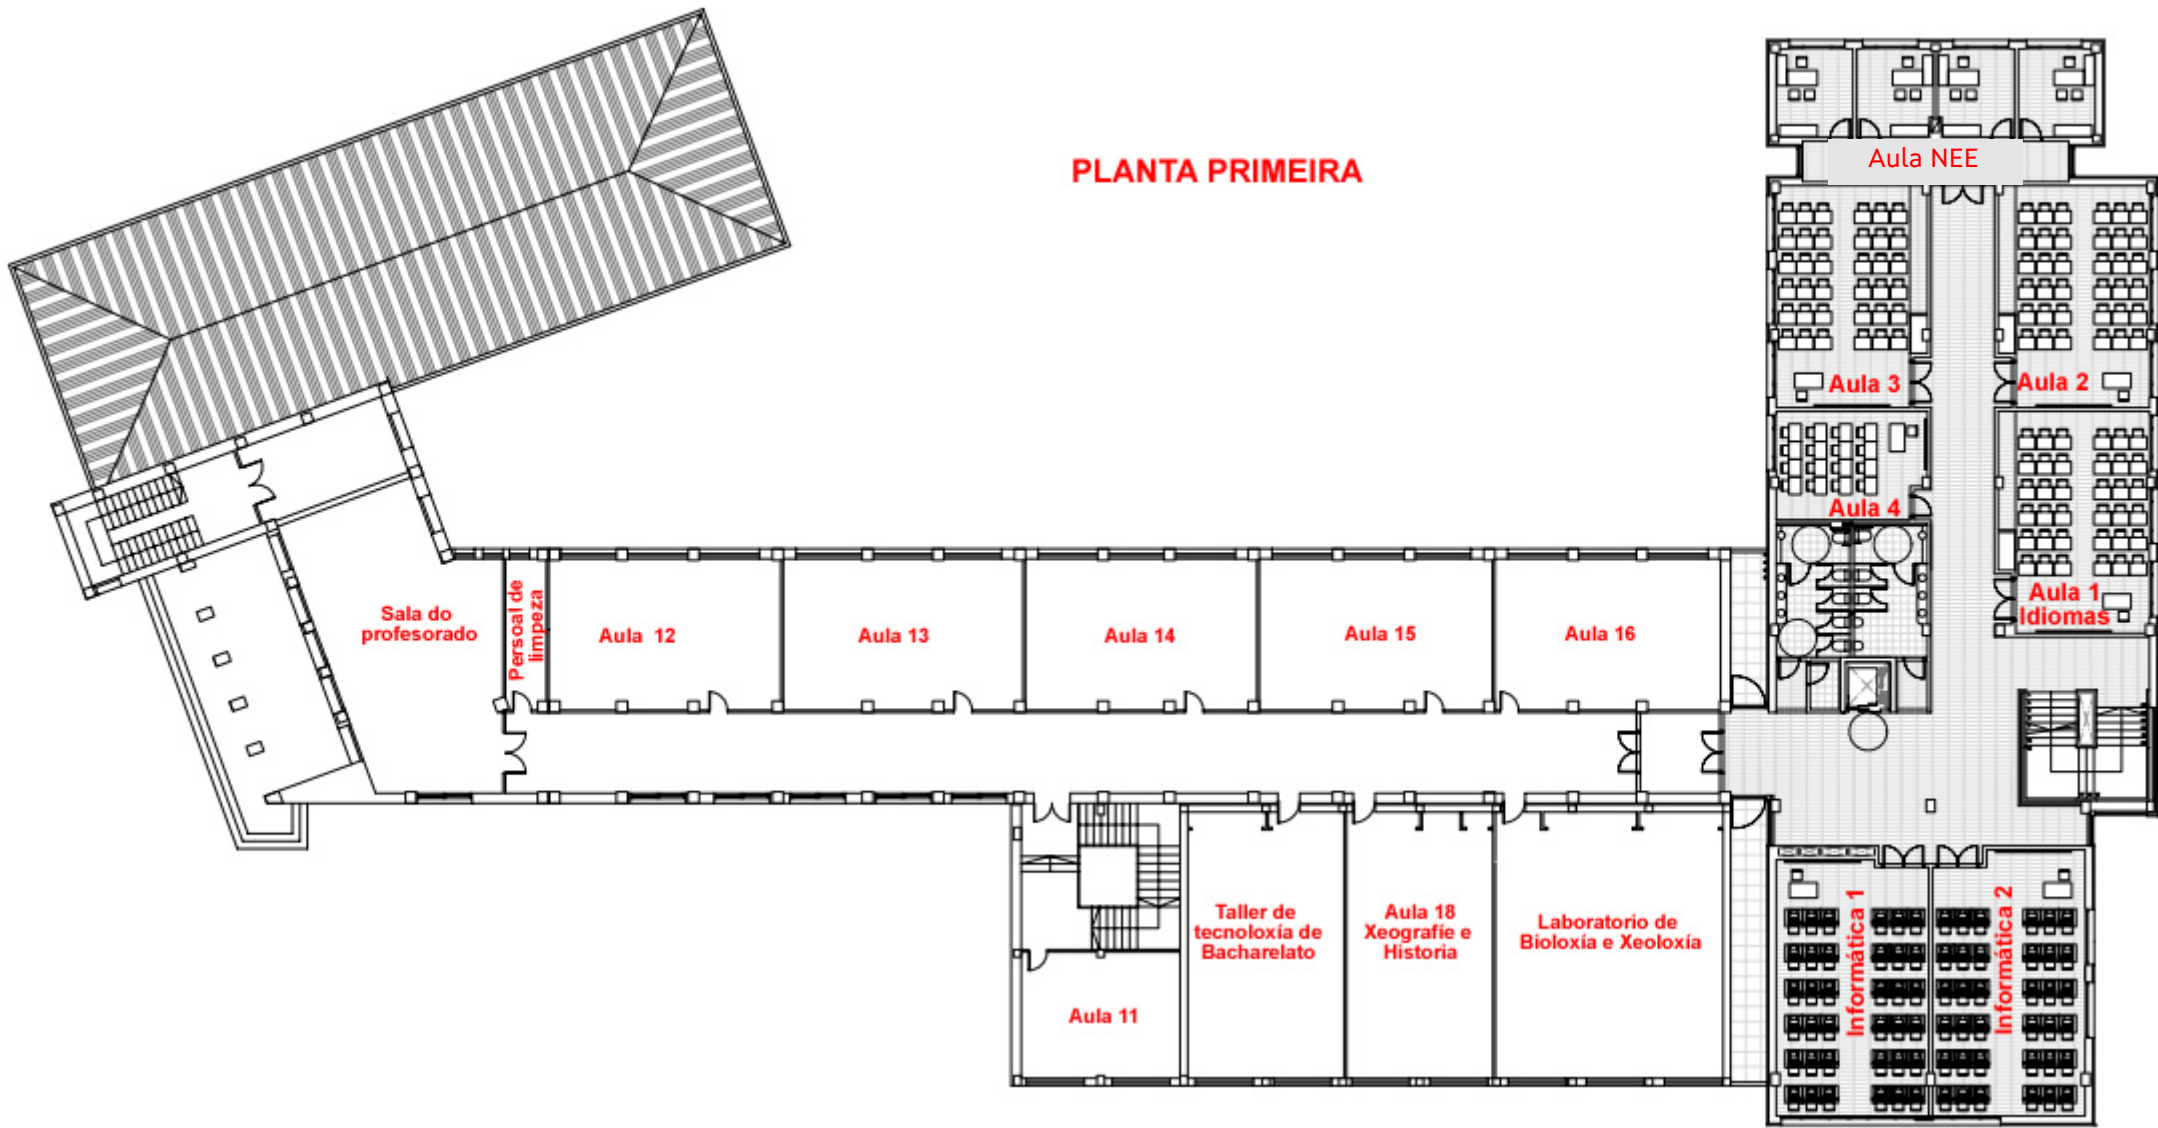 PLANTA PRIMEIRA
Aula NEE
Aula 3
Aula 2
Aula 4
Aula 1
Idiomas
Sala do
profesorado
Persoal de
limpeza
Aula 12
Aula 13
Aula 14
Aula 15
Aula 16
Taller de
tecnoloxía de
Bacharelato
Aula 18
Xeografíe e
Historia
Laboratorio de
Bioloxía e Xeoloxía
Aula 11
Informática 1
Informática 2